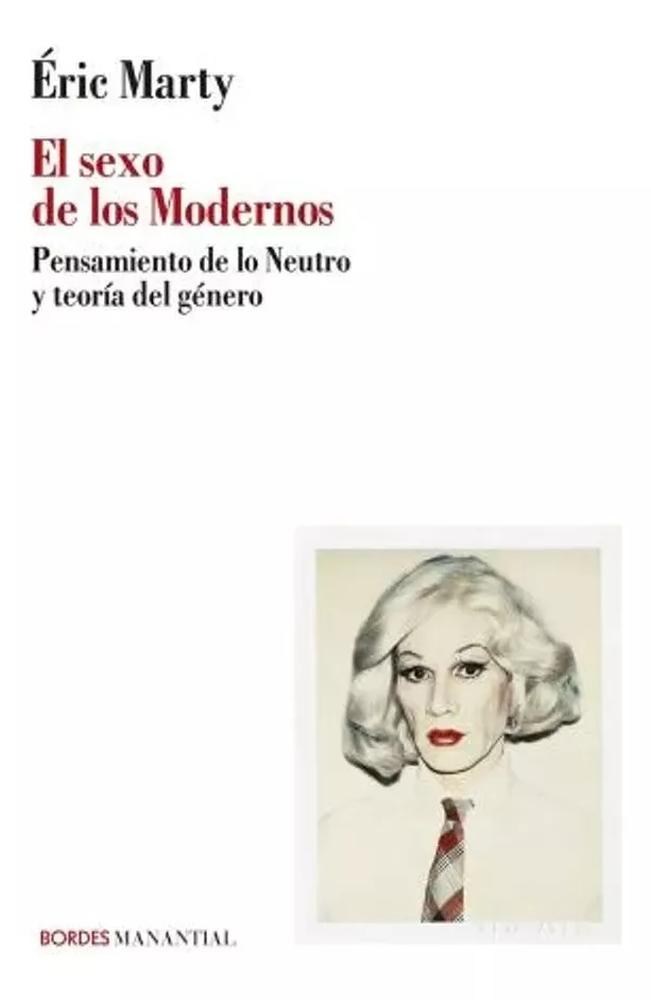 Éric Marty
El sexo
de los Modernos
Pensamiento de lo Neutro
y teoría del género
BORDES MANANTIAL